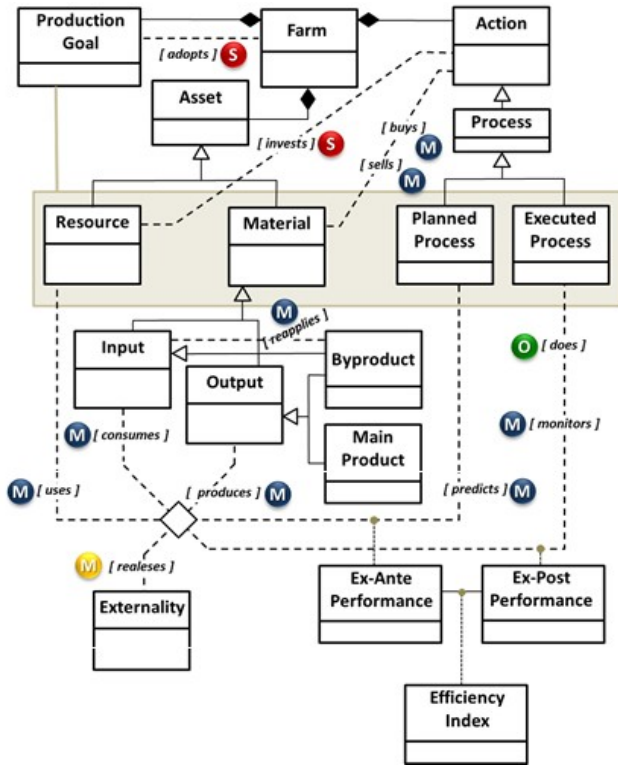 Production
Goal
Farm
Action
[ adopts ]
S
Asset
Process
[ buys ]
M
[ invests ]
S
[ sells ]
M
Resource
Material
Planned
Process
Executed
Process
M
[ reapplies ]
Input
Byproduct
O
[ does ]
Output
M
[ consumes ]
M
[ monitors ]
Main
Product
M
[ uses ]
[ produces ]
M
[ predicts ]
M
M
[ realeses ]
Externality
Ex-Ante
Performance
Ex-Post
Performance
Efficiency
Index